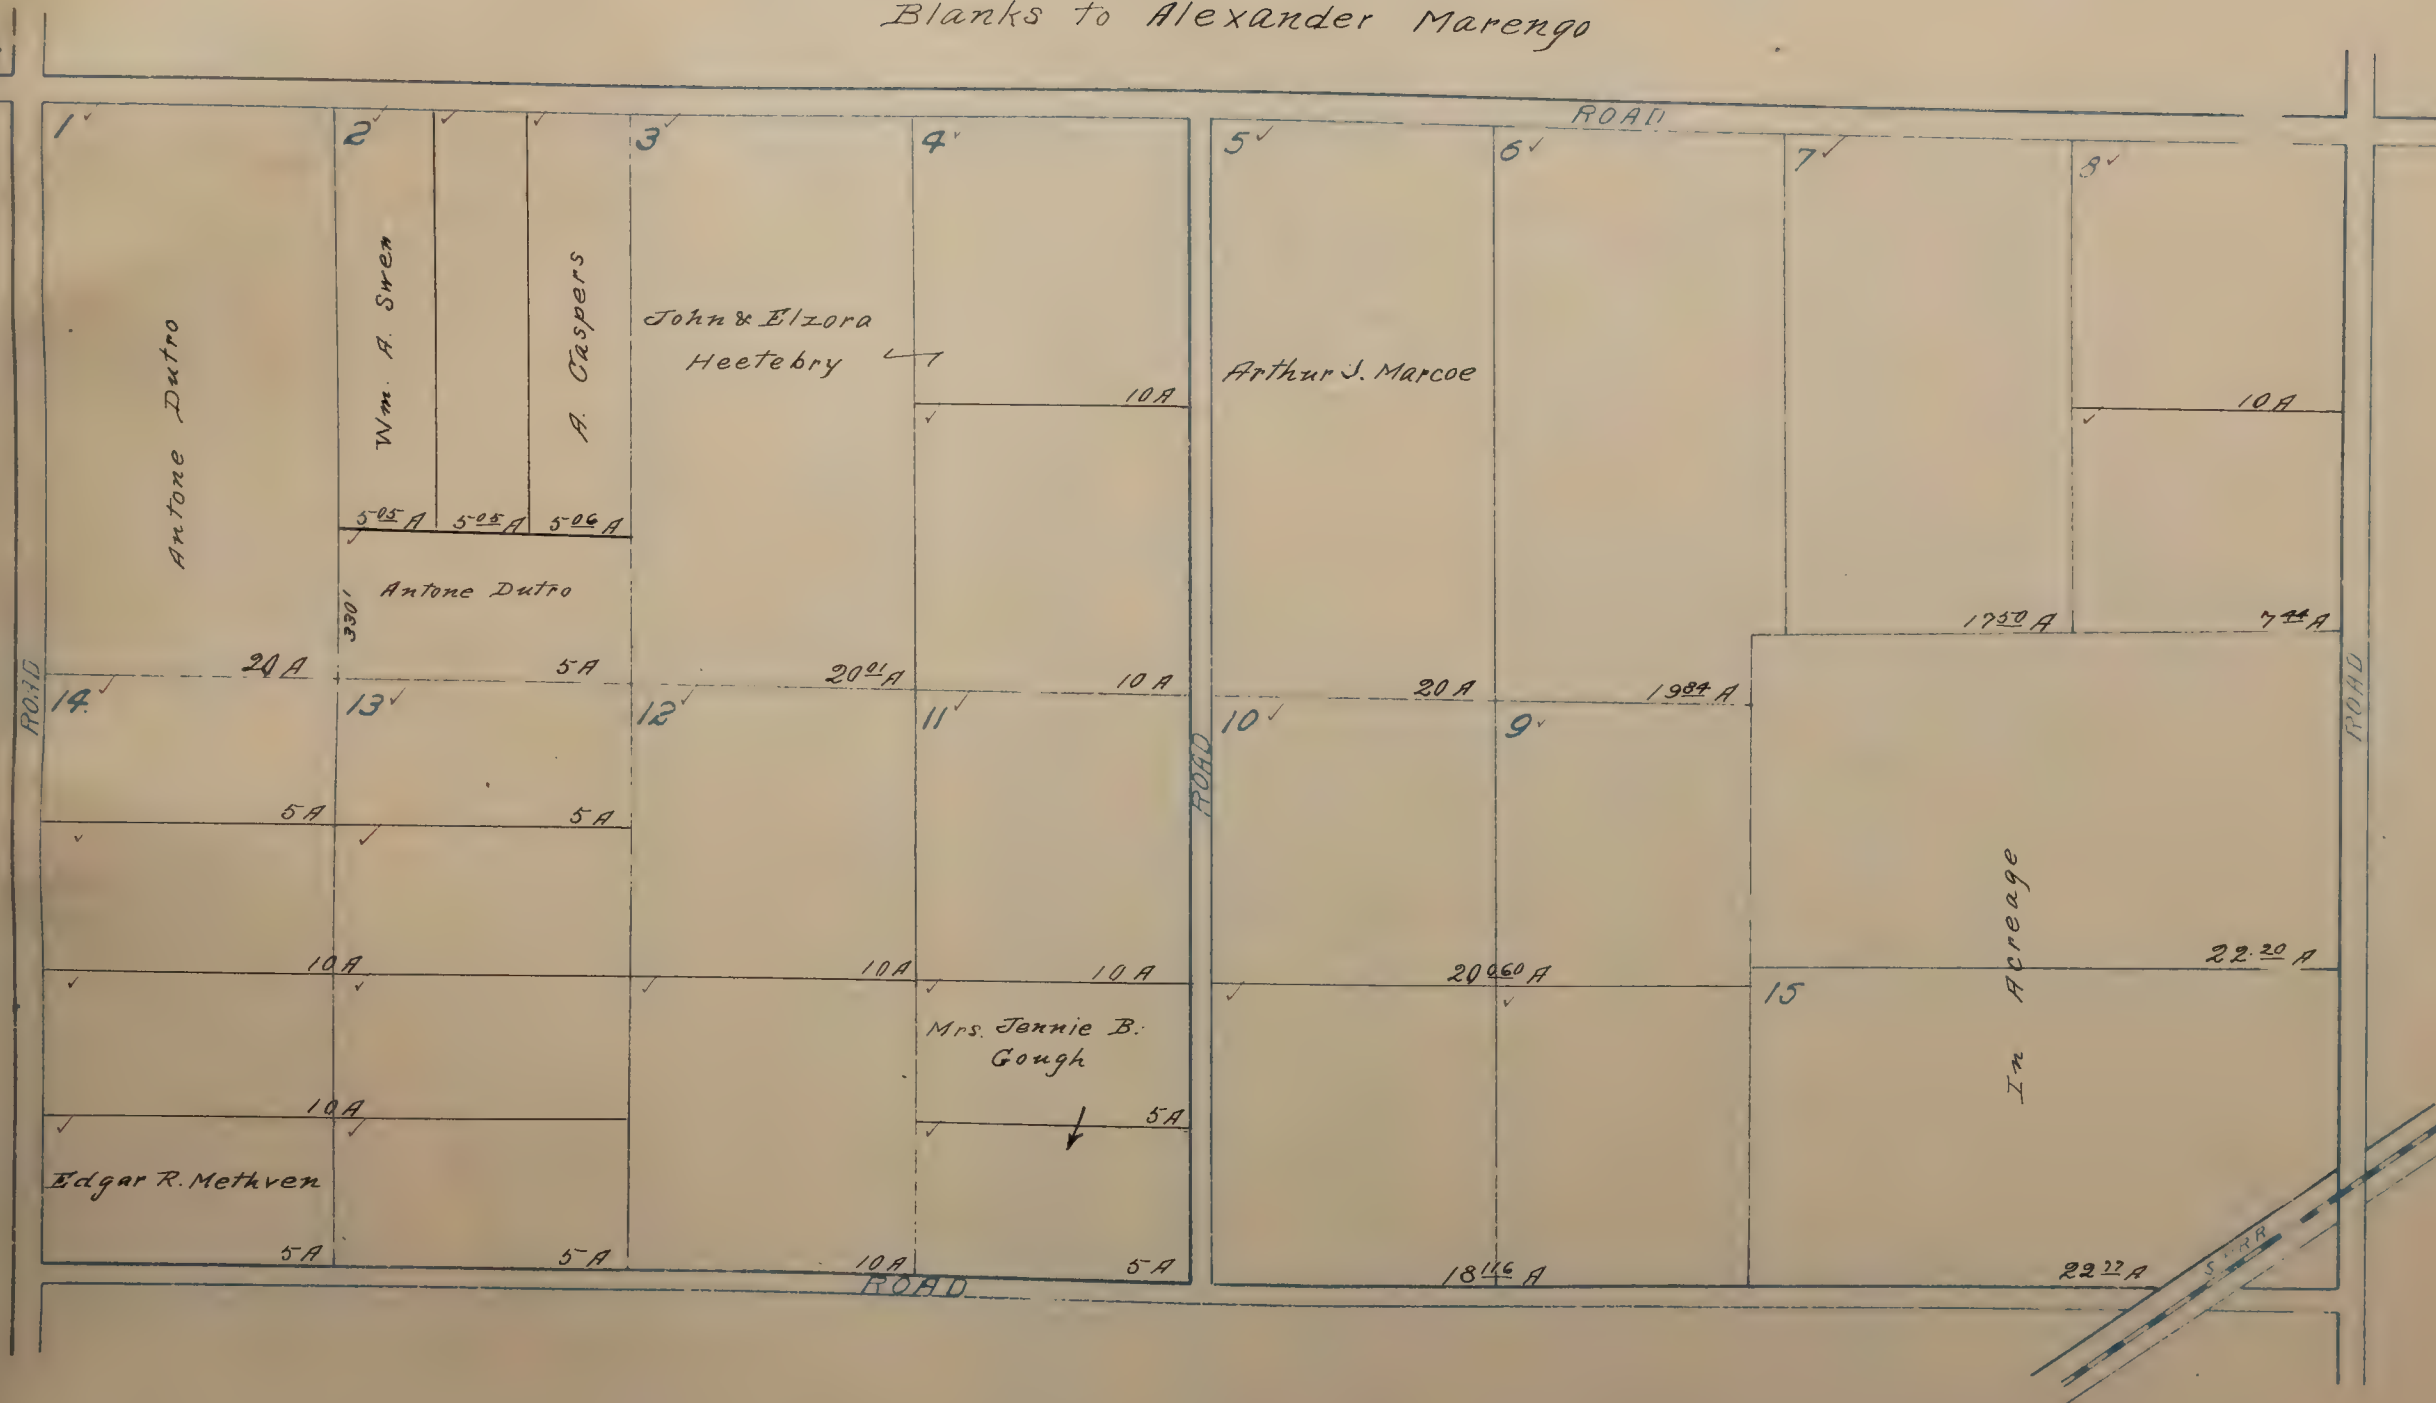 Blanks to Alexander Marengo
ROAD
1
2
3
4
5
6
7
8
Antone Dutro
Wm. A. Swen
A. Caspers
John & Elzora
Heetebry
Arthur J. Marcoe
10 A
10 A
5 05 A
5 05 A
5 06 A
Antone Dutro
330'
17 50 A
7 44 A
20 A
5 A
20 01 A
10 A
20 A
19 84 A
ROAD
ROAD
ROAD
14
13
12
11
10
9
5 A
5 A
In Acreage
10 A
10 A
10 A
20 060 A
22.20 A
15
Mrs. Jennie B.
Gough
10 A
5 A
Edgar R. Methven
5 A
5 A
10 A
5 A
18 116 A
22 77 A
ROAD